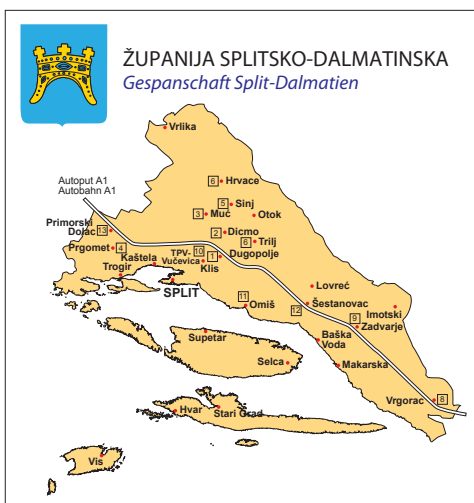 ŽUPANIJA SPLITSKO-DALMATINSKA
Gespanschaft Split-Dalmatien
Vrlika
Autoput A1
Autobahn A1
6 Hrvace
5 Sinj
3 Muć
Otok
13 Primorski
Dolac
2 Dicmo
6 Trilj
Prgomet 4
10 TPV-
Vučevica
1 Dugopolje
Klis
Kaštela
Trogir
SPLIT
Lovreć
11
Omiš
12
Šestanovac
Imotski
9
Zadvarje
Supetar
Baška
Voda
Selca
Makarska
Vrgorac 8
Hvar
Stari Grad
Vis